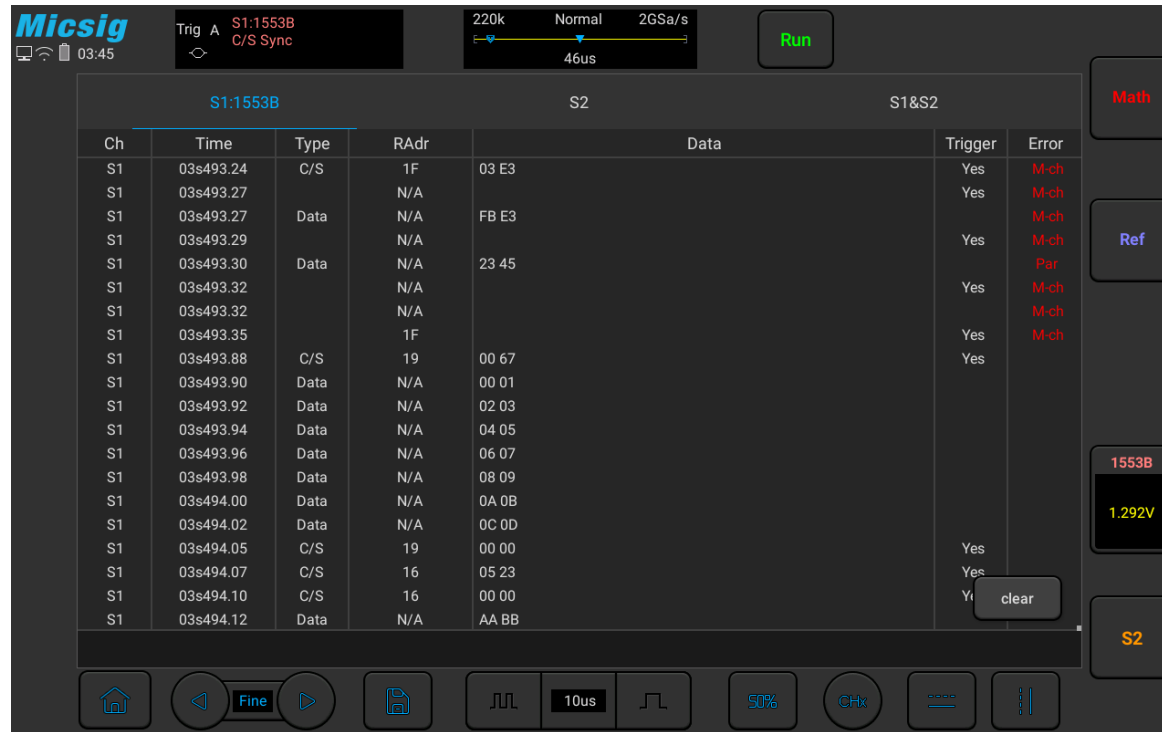 Micsig
03:45
Trig A S1:1553B
C/S Sync
220k Normal 2GSa/s
46us
Run
S1:1553B S2 S1&S2
Math
Ch Time Type RAdr Data Trigger Error
S1 03s493.24 C/S 1F 03 E3 Yes M-ch
S1 03s493.27 N/A Yes M-ch
S1 03s493.27 Data N/A FB E3 M-ch
S1 03s493.29 N/A Yes M-ch
Ref
S1 03s493.30 Data N/A 23 45 Par
S1 03s493.32 N/A Yes M-ch
S1 03s493.32 N/A M-ch
S1 03s493.35 1F Yes M-ch
S1 03s493.88 C/S 19 00 67 Yes
S1 03s493.90 Data N/A 00 01
S1 03s493.92 Data N/A 02 03
S1 03s493.94 Data N/A 04 05
S1 03s493.96 Data N/A 06 07
1553B
S1 03s493.98 Data N/A 08 09
S1 03s494.00 Data N/A 0A 0B
1.292V
S1 03s494.02 Data N/A 0C 0D
S1 03s494.05 C/S 19 00 00 Yes
S1 03s494.07 C/S 16 05 23 Yes
S1 03s494.10 C/S 16 00 00
clear
S1 03s494.12 Data N/A AA BB
S2
Fine 10us 50% CHx